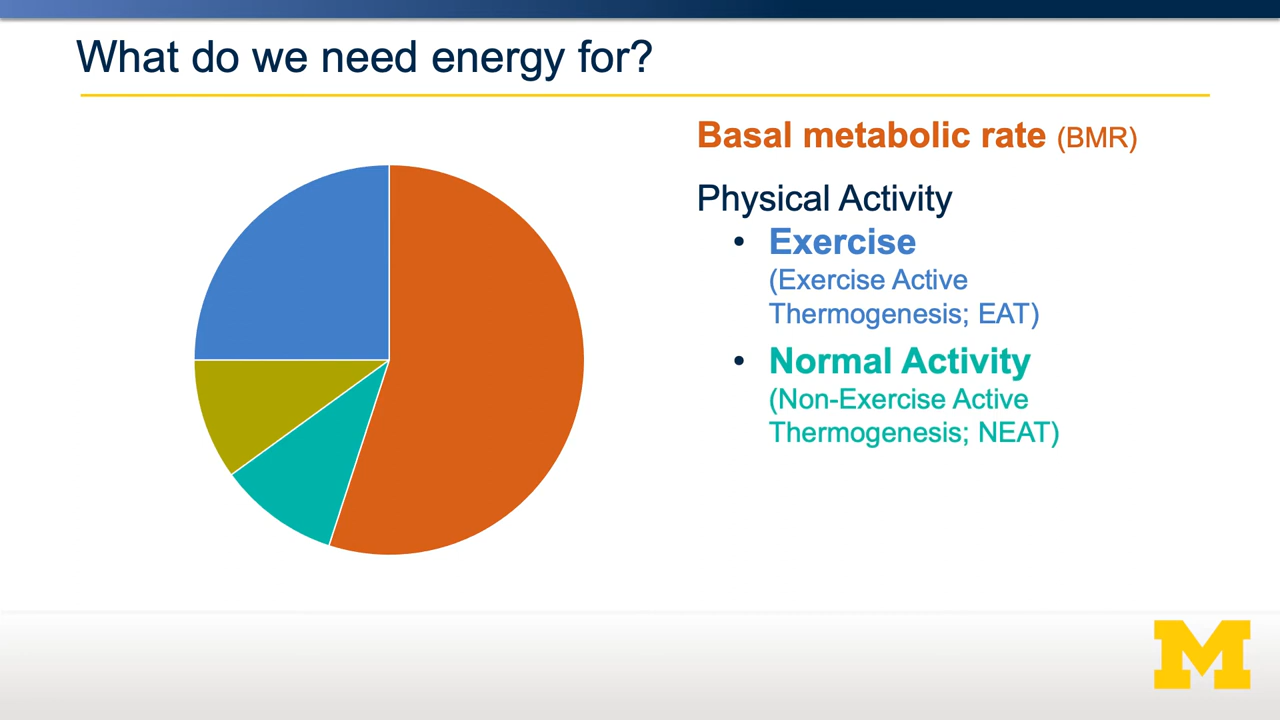 What do we need energy for?
Basal metabolic rate (BMR)
Physical Activity
• Exercise
(Exercise Active
Thermogenesis; EAT)
• Normal Activity
(Non-Exercise Active
Thermogenesis; NEAT)
M